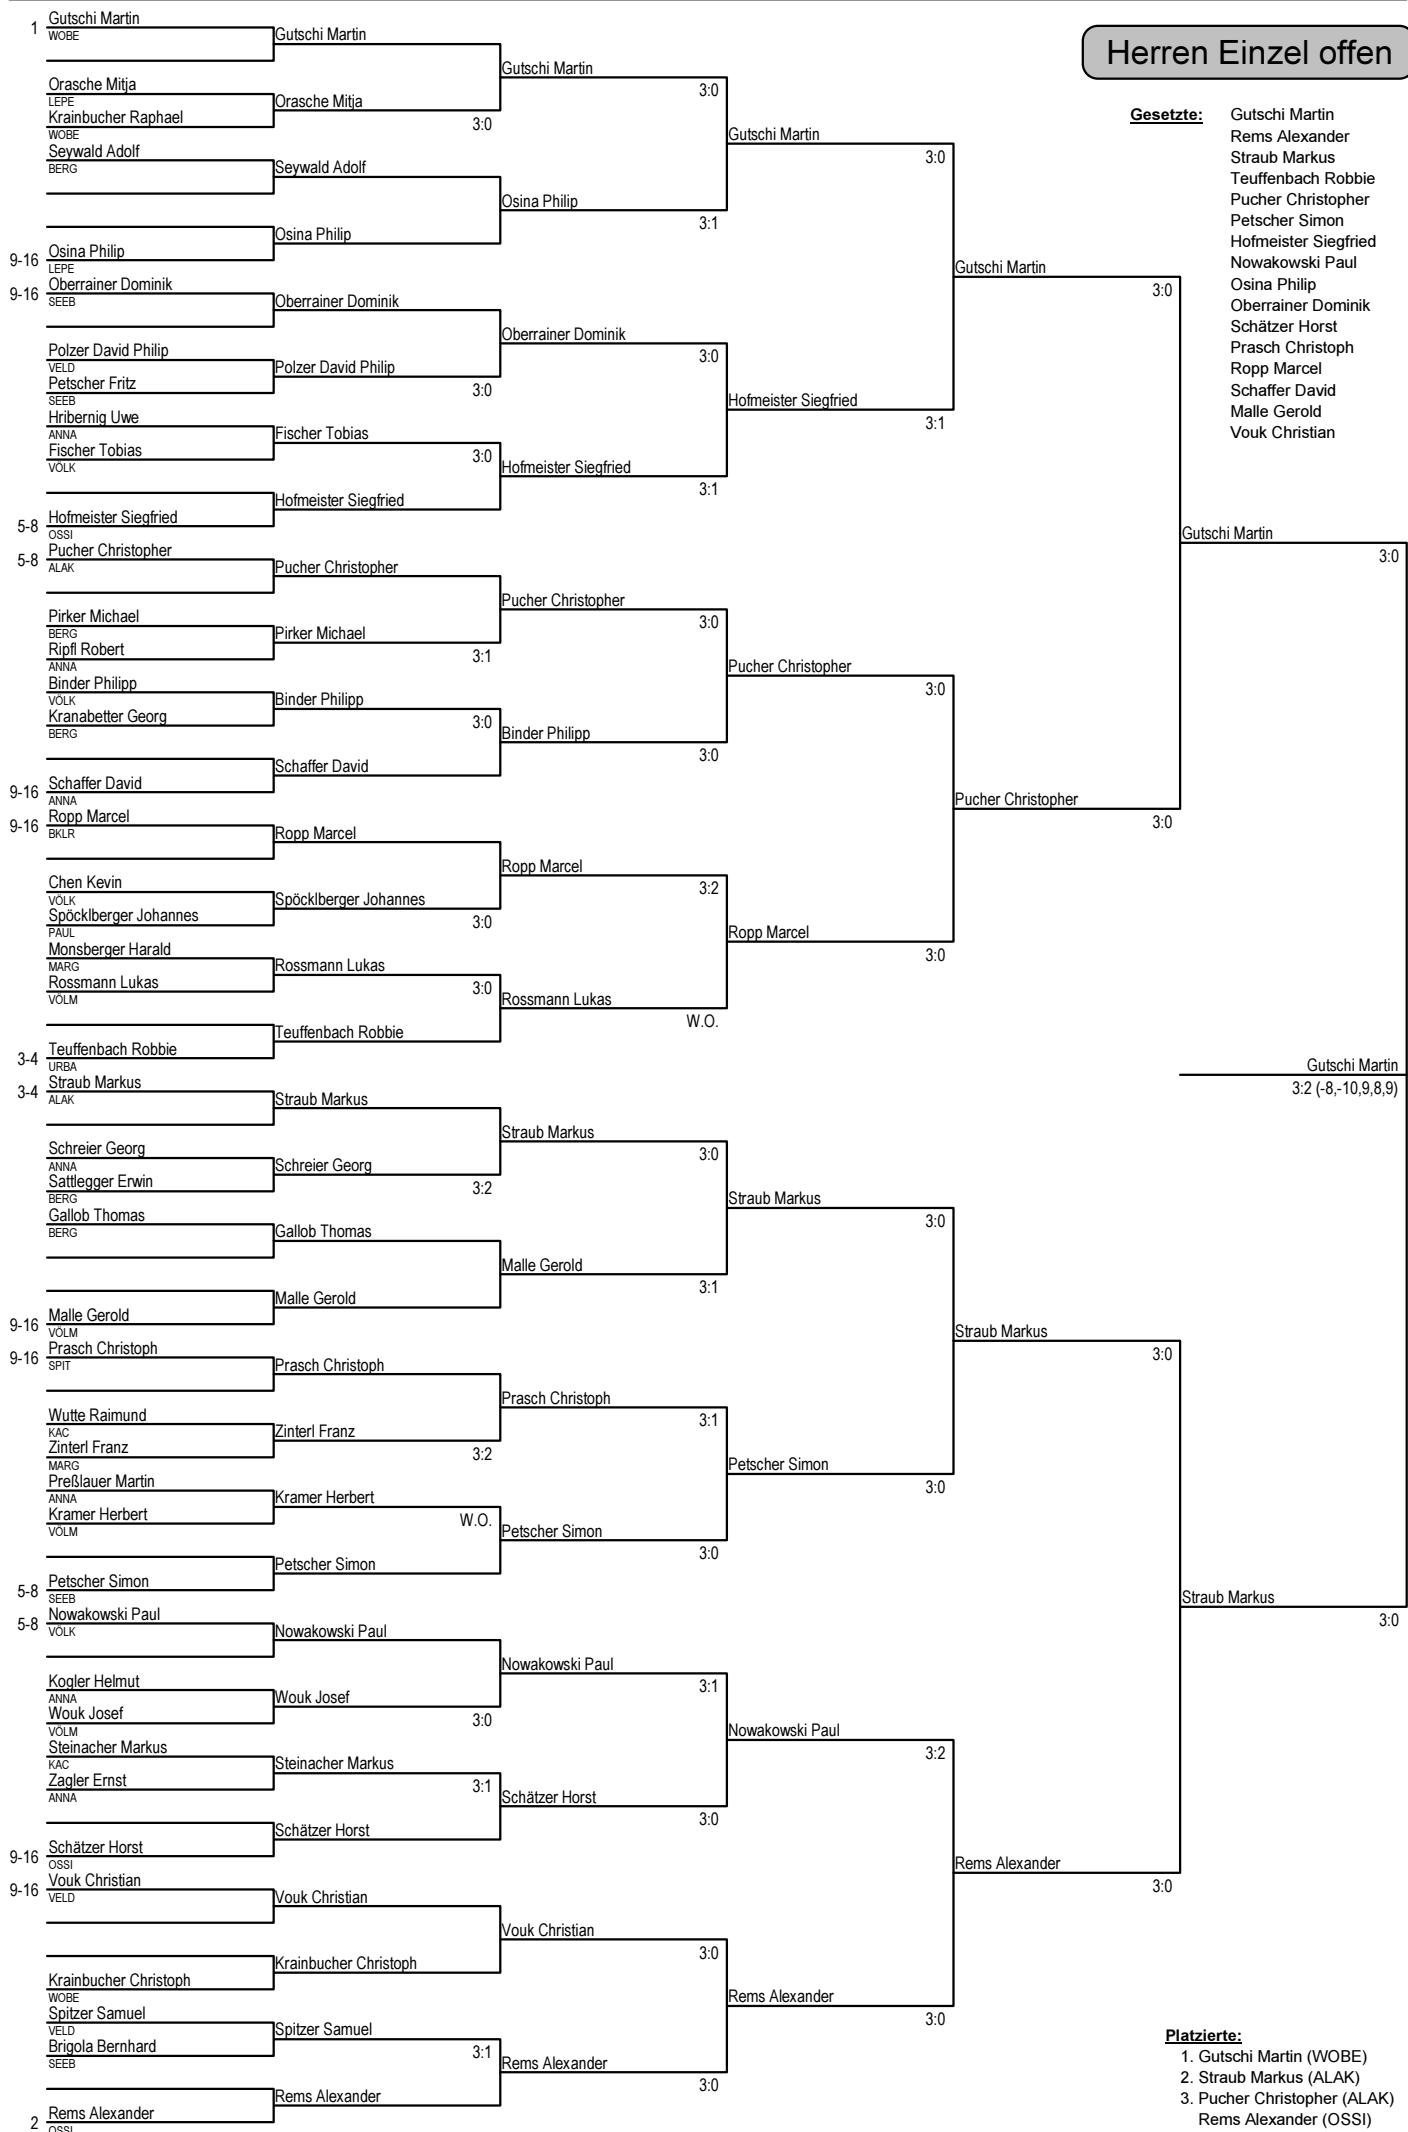 Herren Einzel offen
Gesetzte:
Gutschi Martin
Rems Alexander
Straub Markus
Teuffenbach Robbie
Pucher Christopher
Petscher Simon
Hofmeister Siegfried
Nowakowski Paul
Osina Philip
Oberrainer Dominik
Schätzer Horst
Prasch Christoph
Ropp Marcel
Schaffer David
Malle Gerold
Vouk Christian
1 Gutschi Martin
WOBE
Orasche Mitja
LEPE
Krainbucher Raphael
WOBE
Seywald Adolf
BERG
9-16 Osina Philip
LEPE
9-16 Oberrainer Dominik
SEEB
Polzer David Philip
VELD
Petscher Fritz
SEEB
Hribernig Uwe
ANNA
Fischer Tobias
VÖLK
5-8 Hofmeister Siegfried
OSSI
5-8 Pucher Christopher
ALAK
Pirker Michael
BERG
Ripfl Robert
ANNA
Binder Philipp
VÖLK
Kranabetter Georg
BERG
9-16 Schaffer David
ANNA
9-16 Ropp Marcel
BKLR
Chen Kevin
VÖLK
Spöcklberger Johannes
PAUL
Monsberger Harald
MARG
Rossmann Lukas
VÖLM
3-4 Teuffenbach Robbie
URBA
3-4 Straub Markus
ALAK
Schreier Georg
ANNA
Sattlegger Erwin
BERG
Gallob Thomas
BERG
9-16 Malle Gerold
VÖLM
9-16 Prasch Christoph
SPIT
Wutte Raimund
KAC
Zinterl Franz
MARG
Preßlauer Martin
ANNA
Kramer Herbert
VÖLM
5-8 Petscher Simon
SEEB
5-8 Nowakowski Paul
VÖLK
Kogler Helmut
ANNA
Wouk Josef
VÖLM
Steinacher Markus
KAC
Zagler Ernst
ANNA
9-16 Schätzer Horst
OSSI
9-16 Vouk Christian
VELD
Krainbucher Christoph
WOBE
Spitzer Samuel
VELD
Brigola Bernhard
SEEB
2 Rems Alexander
OSSI
Gutschi Martin
Orasche Mitja
3:0
Seywald Adolf
Osina Philip
Oberrainer Dominik
Polzer David Philip
3:0
Fischer Tobias
3:0
Hofmeister Siegfried
Pucher Christopher
Pirker Michael
3:1
Binder Philipp
3:0
Schaffer David
Ropp Marcel
Spöcklberger Johannes
3:0
Rossmann Lukas
3:0
Teuffenbach Robbie
Straub Markus
Schreier Georg
3:2
Gallob Thomas
Malle Gerold
Prasch Christoph
Zinterl Franz
3:2
Kramer Herbert
W.O.
Petscher Simon
Nowakowski Paul
Wouk Josef
3:0
Steinacher Markus
3:1
Schätzer Horst
Vouk Christian
Krainbucher Christoph
Spitzer Samuel
3:1
Rems Alexander
Gutschi Martin
3:0
Osina Philip
3:1
Oberrainer Dominik
3:0
Hofmeister Siegfried
3:1
Pucher Christopher
3:0
Binder Philipp
3:0
Ropp Marcel
3:2
Rossmann Lukas
W.O.
Straub Markus
3:0
Malle Gerold
3:1
Prasch Christoph
3:1
Petscher Simon
3:0
Nowakowski Paul
3:1
Schätzer Horst
3:0
Vouk Christian
3:0
Rems Alexander
3:0
Gutschi Martin
3:0
Hofmeister Siegfried
3:1
Pucher Christopher
3:0
Ropp Marcel
3:0
Straub Markus
3:0
Petscher Simon
3:0
Nowakowski Paul
3:2
Rems Alexander
3:0
Gutschi Martin
3:0
Pucher Christopher
3:0
Straub Markus
3:0
Rems Alexander
3:0
Gutschi Martin
3:0
Straub Markus
3:0
Gutschi Martin
3:2 (-8,-10,9,8,9)
Platzierte:
1. Gutschi Martin (WOBE)
2. Straub Markus (ALAK)
3. Pucher Christopher (ALAK)
Rems Alexander (OSSI)